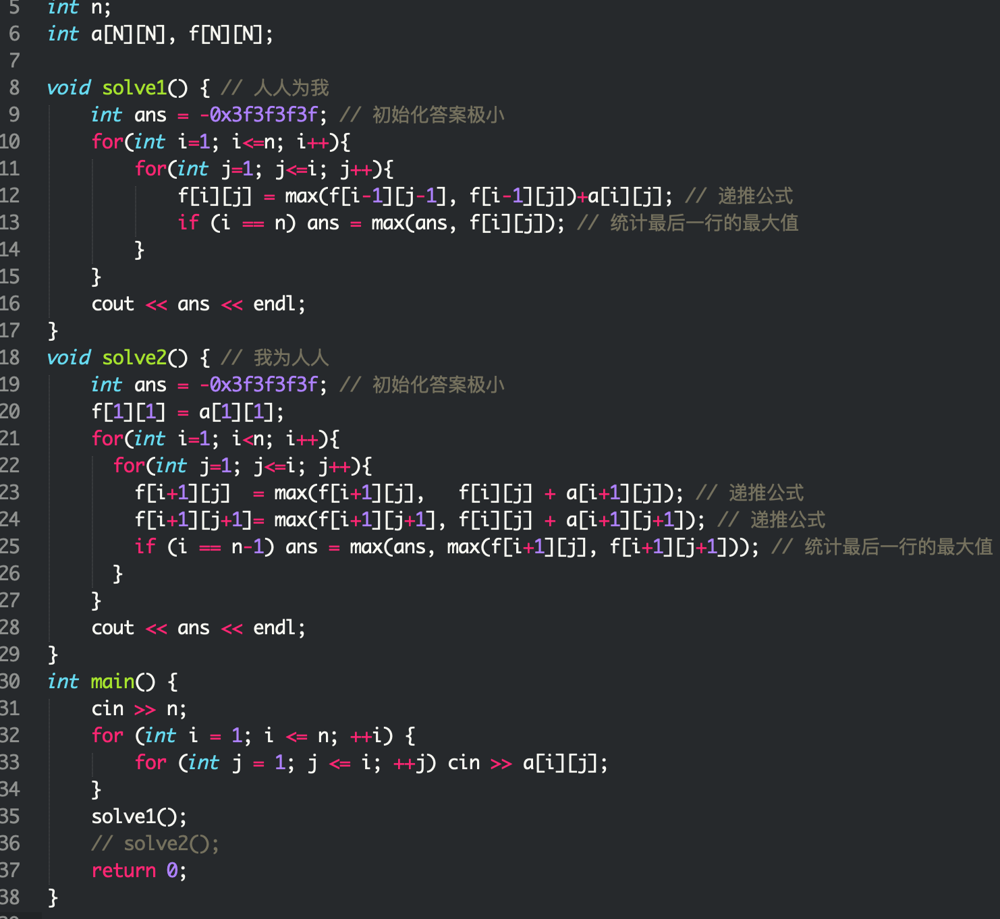 5 int n;
6 int a[N][N], f[N][N];
7
8 void solve1() { // 人人为我
9     int ans = -0x3f3f3f3f; // 初始化答案极小
10     for(int i=1; i<=n; i++){
11         for(int j=1; j<=i; j++){
12             f[i][j] = max(f[i-1][j-1], f[i-1][j])+a[i][j]; // 递推公式
13             if (i == n) ans = max(ans, f[i][j]); // 统计最后一行的最大值
14         }
15     }
16     cout << ans << endl;
17 }
18 void solve2() { // 我为人人
19     int ans = -0x3f3f3f3f; // 初始化答案极小
20     f[1][1] = a[1][1];
21     for(int i=1; i<n; i++){
22       for(int j=1; j<=i; j++){
23         f[i+1][j]  = max(f[i+1][j],   f[i][j] + a[i+1][j]); // 递推公式
24         f[i+1][j+1]= max(f[i+1][j+1], f[i][j] + a[i+1][j+1]); // 递推公式
25         if (i == n-1) ans = max(ans, max(f[i+1][j], f[i+1][j+1])); // 统计最后一行的最大值
26       }
27     }
28     cout << ans << endl;
29 }
30 int main() {
31     cin >> n;
32     for (int i = 1; i <= n; ++i) {
33         for (int j = 1; j <= i; ++j) cin >> a[i][j];
34     }
35     solve1();
36     // solve2();
37     return 0;
38 }